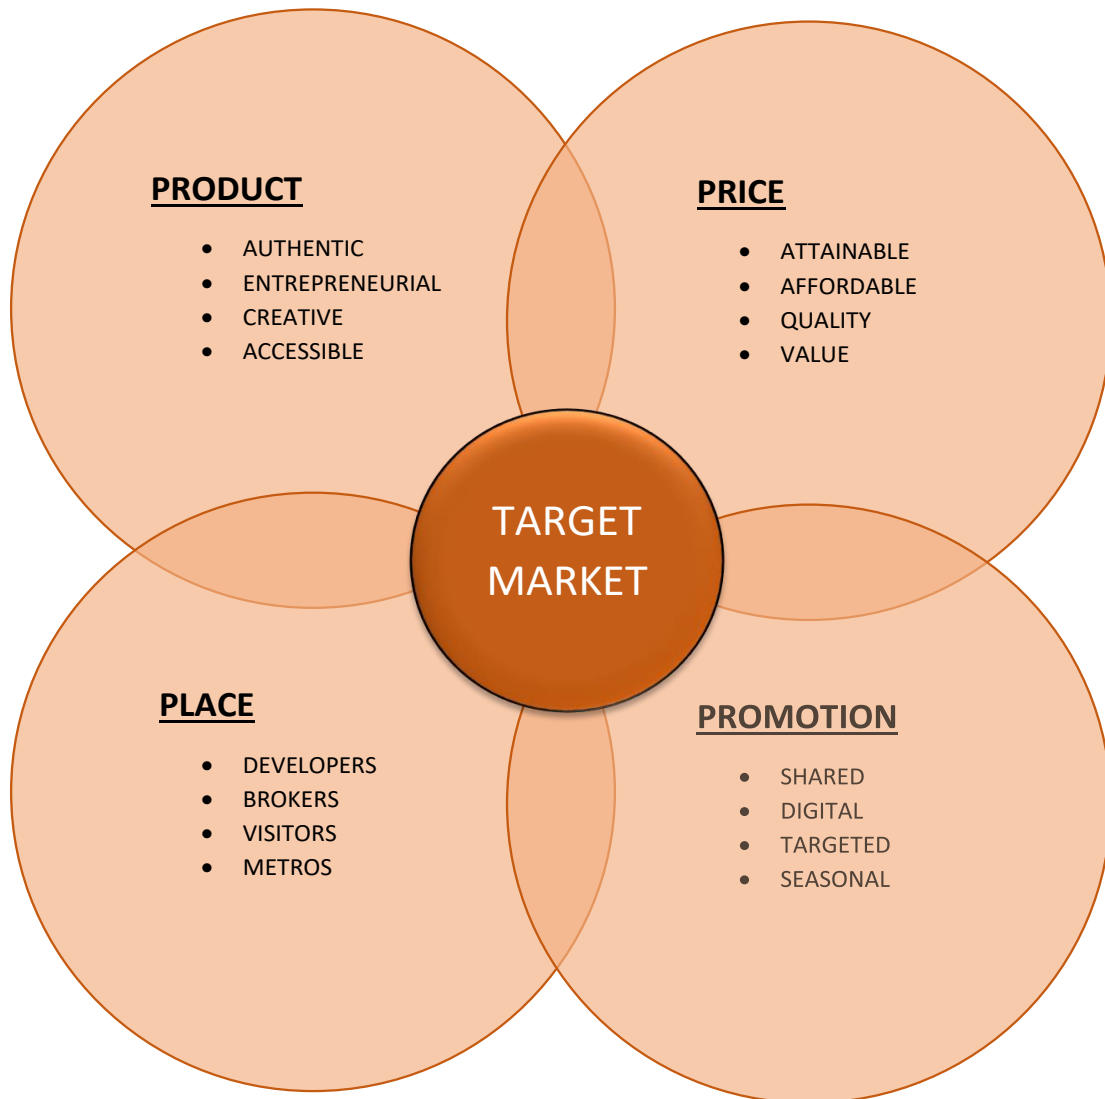 PRODUCT
• AUTHENTIC
• ENTREPRENEURIAL
• CREATIVE
• ACCESSIBLE
PRICE
• ATTAINABLE
• AFFORDABLE
• QUALITY
• VALUE
TARGET
MARKET
PLACE
• DEVELOPERS
• BROKERS
• VISITORS
• METROS
PROMOTION
• SHARED
• DIGITAL
• TARGETED
• SEASONAL